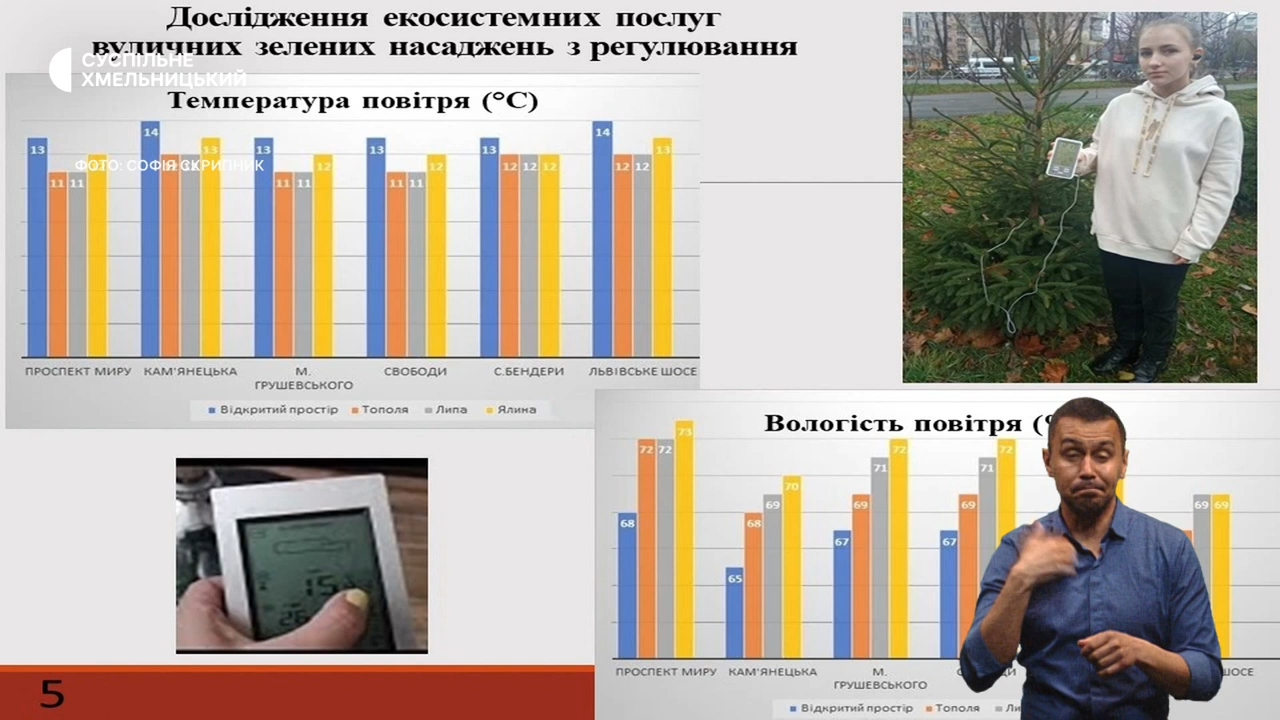 Дослідження екосистемних послуг
вуличних зелених насаджень з регулювання
СУСПІЛЬНЕ
ХМЕЛЬНИЦЬКИЙ
Температура повітря (°C)
ФОТО: СОФІЯ СКРИПНИК
13 11 11
14 13
13 11 11 12
13 11 11 12
13 12 12 12
14 12 12 13
ПРОСПЕКТ МИРУ КАМ'ЯНЕЦЬКА М. ГРУШЕВСЬКОГО СВОБОДИ С.БЕНДЕРИ ЛЬВІВСЬКЕ ШОСЕ
Відкритий простір Тополя Липа Ялина
Вологість повітря
68 72 72 73
65 68 69 70
67 69 71 72
67 69 71 72
69 69
ПРОСПЕКТ МИРУ КАМ'ЯНЕЦЬКА М. ГРУШЕВСЬКОГО ШОСЕ
Відкритий простір Тополя
5